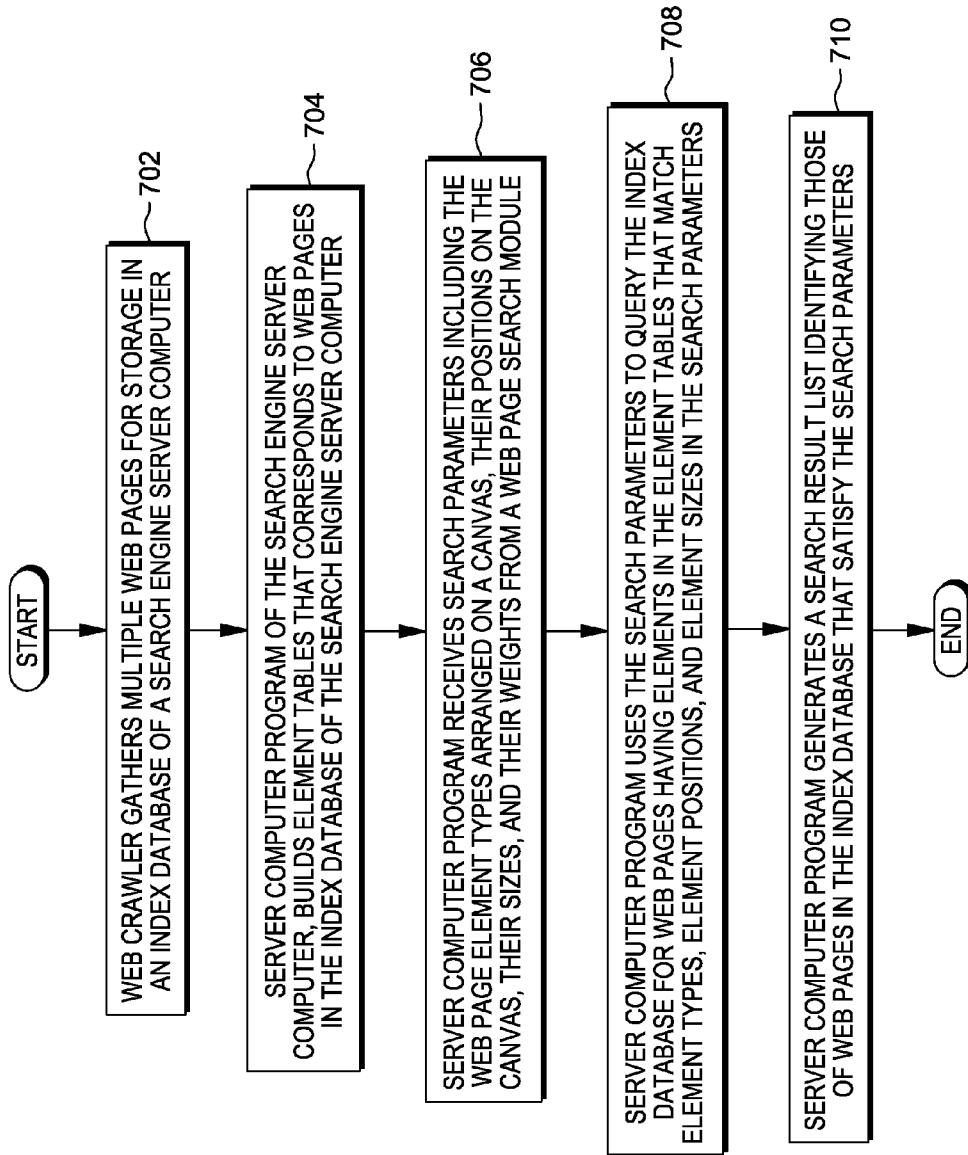 START
WEB CRAWLER GATHERS MULTIPLE WEB PAGES FOR STORAGE IN
AN INDEX DATABASE OF A SEARCH ENGINE SERVER COMPUTER
702
SERVER COMPUTER PROGRAM OF THE SEARCH ENGINE SERVER
COMPUTER, BUILDS ELEMENT TABLES THAT CORRESPONDS TO WEB PAGES
IN THE INDEX DATABASE OF THE SEARCH ENGINE SERVER COMPUTER
704
SERVER COMPUTER PROGRAM RECEIVES SEARCH PARAMETERS INCLUDING THE
WEB PAGE ELEMENT TYPES ARRANGED ON A CANVAS, THEIR POSITIONS ON THE
CANVAS, THEIR SIZES, AND THEIR WEIGHTS FROM A WEB PAGE SEARCH MODULE
706
SERVER COMPUTER PROGRAM USES THE SEARCH PARAMETERS TO QUERY THE INDEX
DATABASE FOR WEB PAGES HAVING ELEMENTS IN THE ELEMENT TABLES THAT MATCH
ELEMENT TYPES, ELEMENT POSITIONS, AND ELEMENT SIZES IN THE SEARCH PARAMETERS
708
SERVER COMPUTER PROGRAM GENERATES A SEARCH RESULT LIST IDENTIFYING THOSE
OF WEB PAGES IN THE INDEX DATABASE THAT SATISFY THE SEARCH PARAMETERS
710
END